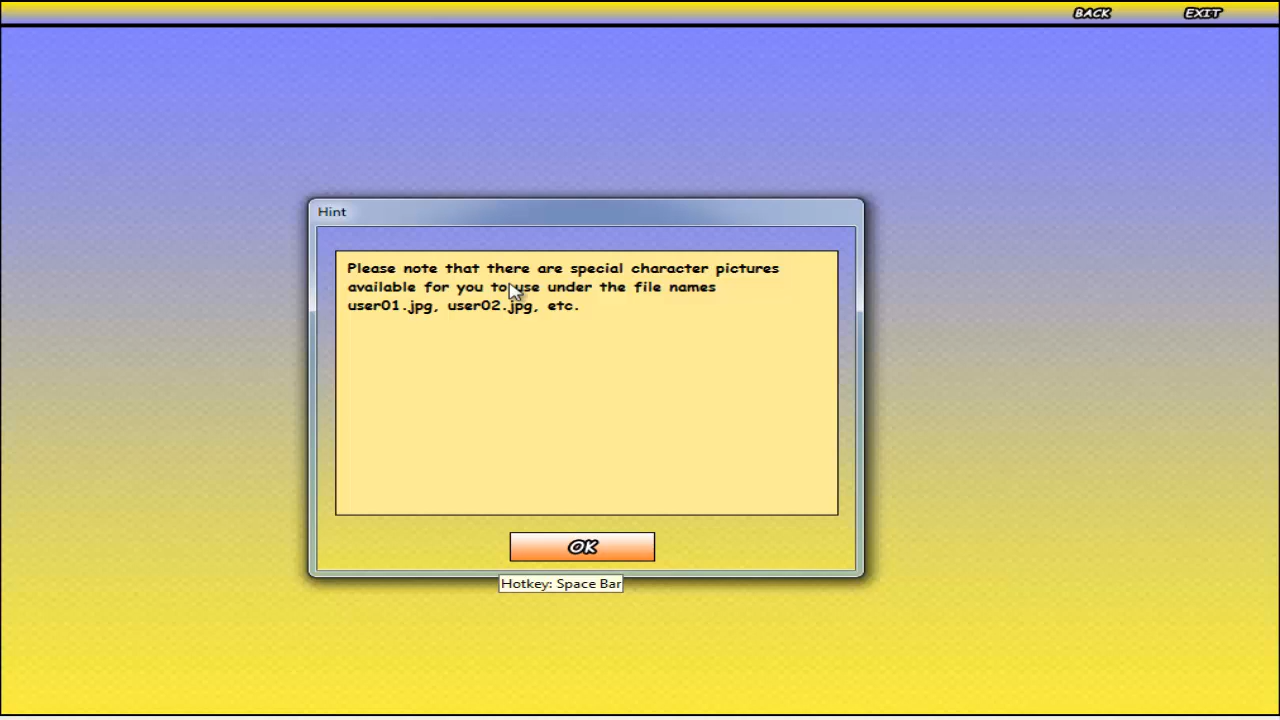 BACK EXIT
Hint
Please note that there are special character pictures
available for you to use under the file names
user01.jpg, user02.jpg, etc.
OK
Hotkey: Space Bar